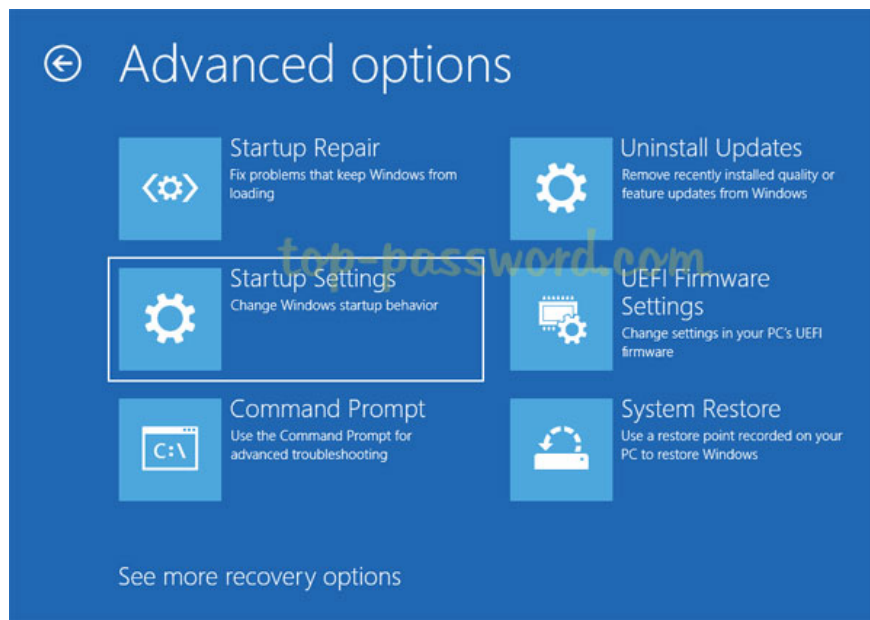 Advanced options
Startup Repair
Fix problems that keep Windows from
loading
Uninstall Updates
Remove recently installed quality or
feature updates from Windows
top-password.com
Startup Settings
Change Windows startup behavior
UEFI Firmware
Settings
Change settings in your PC's UEFI
firmware
Command Prompt
Use the Command Prompt for
advanced troubleshooting
C:\
System Restore
Use a restore point recorded on your
PC to restore Windows
See more recovery options